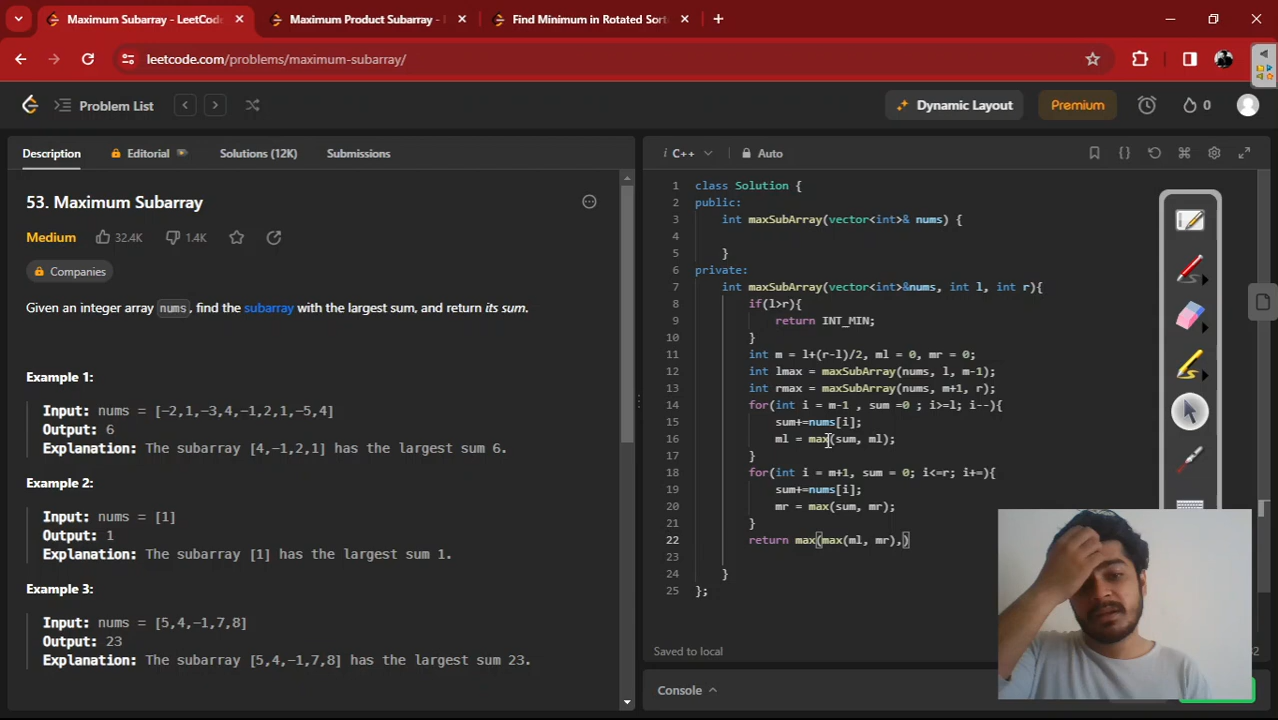 Maximum Subarray - LeetCod
Maximum Product Subarray -
Find Minimum in Rotated Sort
leetcode.com/problems/maximum-subarray/
Problem List
Dynamic Layout
Premium
0
Description
Editorial
Solutions (12K)
Submissions
i C++
Auto
53. Maximum Subarray
Medium
32.4K
1.4K
Companies
Given an integer array nums, find the subarray with the largest sum, and return its sum.
Example 1:
Input: nums = [-2,1,-3,4,-1,2,1,-5,4]
Output: 6
Explanation: The subarray [4,-1,2,1] has the largest sum 6.
Example 2:
Input: nums = [1]
Output: 1
Explanation: The subarray [1] has the largest sum 1.
Example 3:
Input: nums = [5,4,-1,7,8]
Output: 23
Explanation: The subarray [5,4,-1,7,8] has the largest sum 23.
1 class Solution {
2 public:
3 int maxSubArray(vector<int>& nums) {
4
5 }
6 private:
7 int maxSubArray(vector<int>&nums, int l, int r){
8 if(l>r){
9 return INT_MIN;
10 }
11 int m = l+(r-l)/2, ml = 0, mr = 0;
12 int lmax = maxSubArray(nums, l, m-1);
13 int rmax = maxSubArray(nums, m+1, r);
14 for(int i = m-1 , sum =0 ; i>=l; i--){
15 sum+=nums[i];
16 ml = max(sum, ml);
17 }
18 for(int i = m+1, sum = 0; i<=r; i+=){
19 sum+=nums[i];
20 mr = max(sum, mr);
21 }
22 return max(max(ml, mr),)
23
24 }
25 };
Saved to local
Console